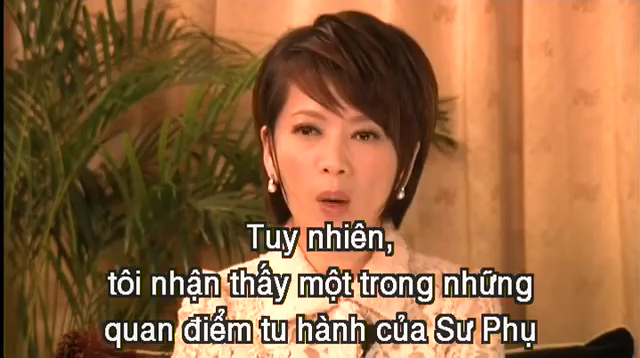 Tuy nhiên,
tôi nhận thấy một trong những
quan điểm tu hành của Sư Phụ